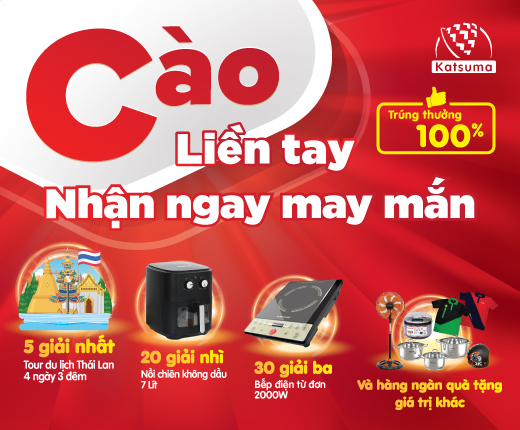 Cào
Katsuma
Trúng thưởng
100%
Liền tay
Nhận ngay may mắn
5 giải nhất
Tour du lịch Thái Lan
4 ngày 3 đêm
20 giải nhì
Nồi chiên không dầu
7 Lít
30 giải ba
Bếp điện từ đơn
2000W
Và hàng ngàn quà tặng
giá trị khác